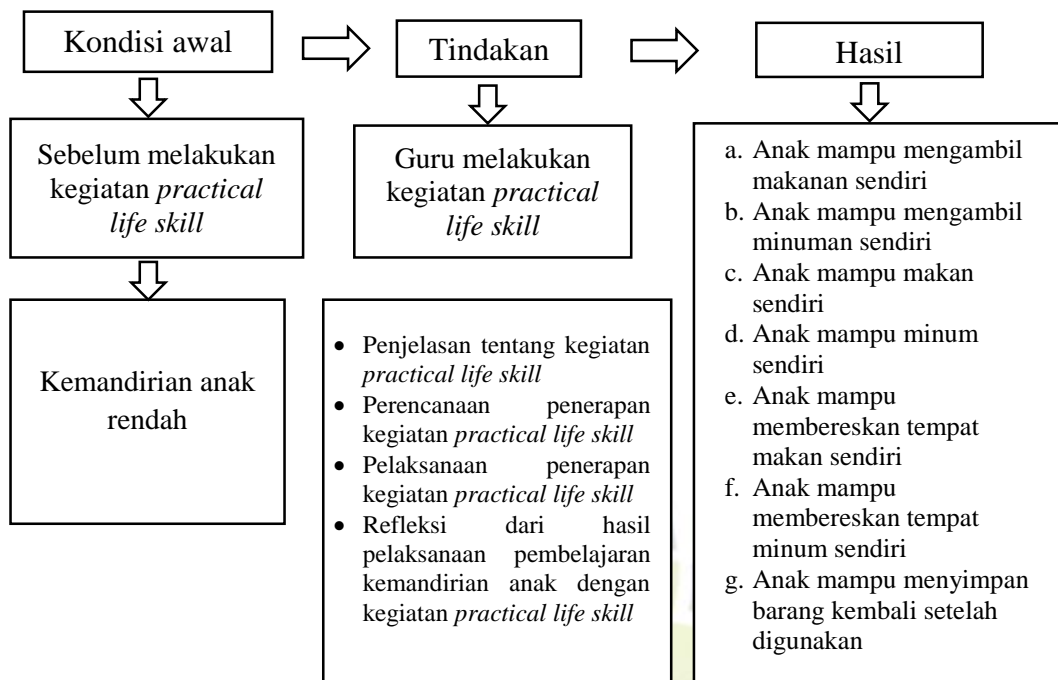 Kondisi awal
Tindakan
Hasil
Sebelum melakukan
kegiatan practical
life skill
Guru melakukan
kegiatan practical
life skill
a. Anak mampu mengambil
makanan sendiri
b. Anak mampu mengambil
minuman sendiri
c. Anak mampu makan
sendiri
d. Anak mampu minum
sendiri
e. Anak mampu
membereskan tempat
makan sendiri
f. Anak mampu
membereskan tempat
minum sendiri
g. Anak mampu menyimpan
barang kembali setelah
digunakan
Kemandirian anak
rendah
• Penjelasan tentang kegiatan
practical life skill
• Perencanaan penerapan
kegiatan practical life skill
• Pelaksanaan penerapan
kegiatan practical life skill
• Refleksi dari hasil
pelaksanaan pembelajaran
kemandirian anak dengan
kegiatan practical life skill